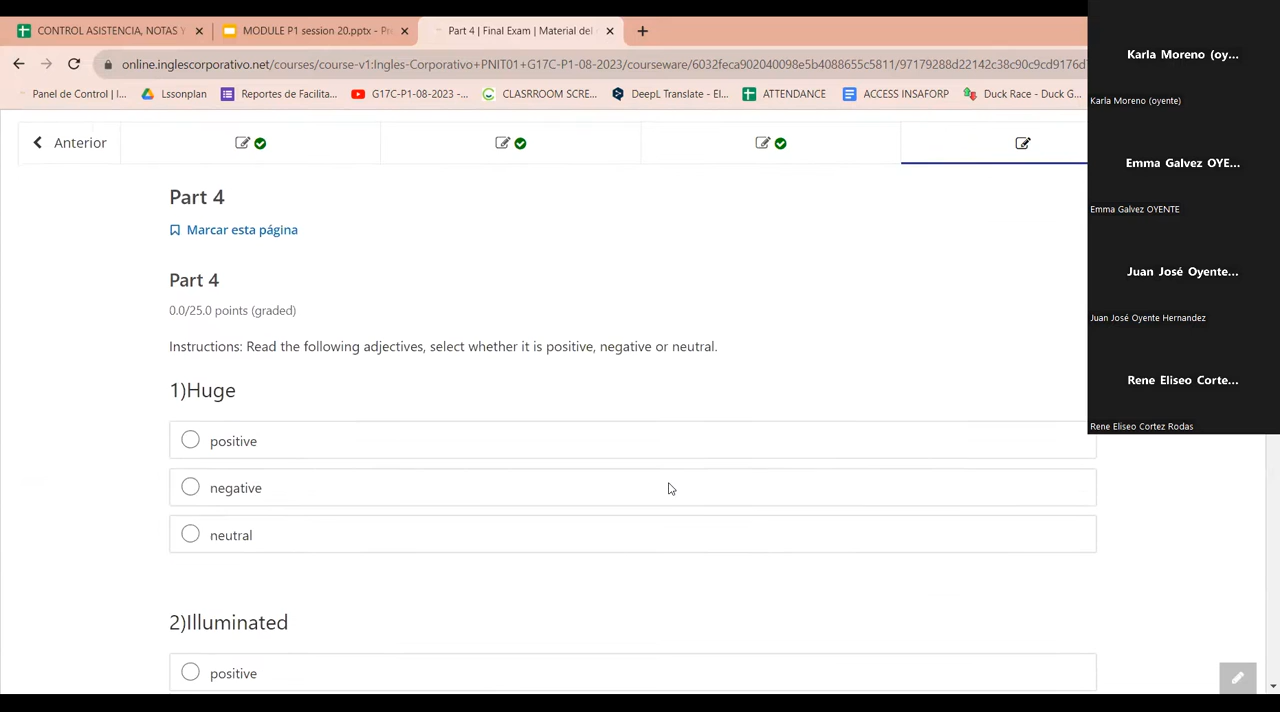 CONTROL ASISTENCIA, NOTAS Y
MODULE P1 session 20.pptx - Pre
Part 4 | Final Exam | Material del
online.inglescorporativo.net/courses/course-v1:Ingles-Corporativo+PNIT01+G17C-P1-08-2023/courseware/6032feca902040098e5b4088655c5811/97179288d22142c38c90c9cd9176d
Panel de Control | I...
Lssonplan
Reportes de Facilita...
G17C-P1-08-2023 -...
CLASSROOM SCRE...
DeepL Translate - El...
ATTENDANCE
ACCESS INSAFORP
Duck Race - Duck G...
Karla Moreno (oy...
Karla Moreno (oyente)
Emma Galvez OYE...
Emma Galvez OYENTE
Juan José Oyente...
Juan José Oyente Hernandez
Rene Eliseo Corte...
Rene Eliseo Cortez Rodas
Anterior
Part 4
Marcar esta página
Part 4
0.0/25.0 points (graded)
Instructions: Read the following adjectives, select whether it is positive, negative or neutral.
1)Huge
positive
negative
neutral
2)Illuminated
positive